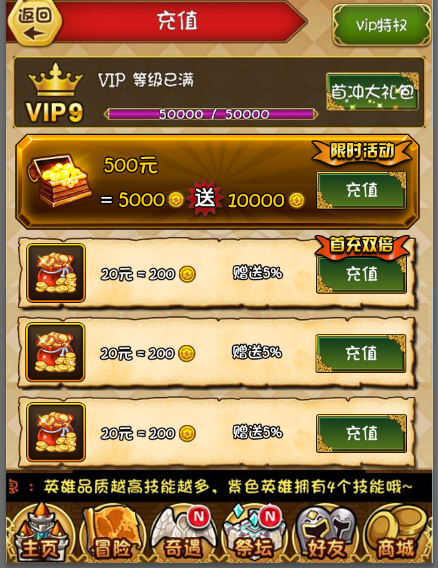 返回
充值
vip特权
VIP 等级已满
首冲大礼包
VIP9
50000 / 50000
限时活动
500元
= 5000 送 10000
充值
首充双倍
20元 = 200 赠送5% 充值
20元 = 200 赠送5% 充值
20元 = 200 赠送5% 充值
：英雄品质越高技能越多，紫色英雄拥有4个技能哦~
N N
主页 冒险 奇遇 祭坛 好友 商城